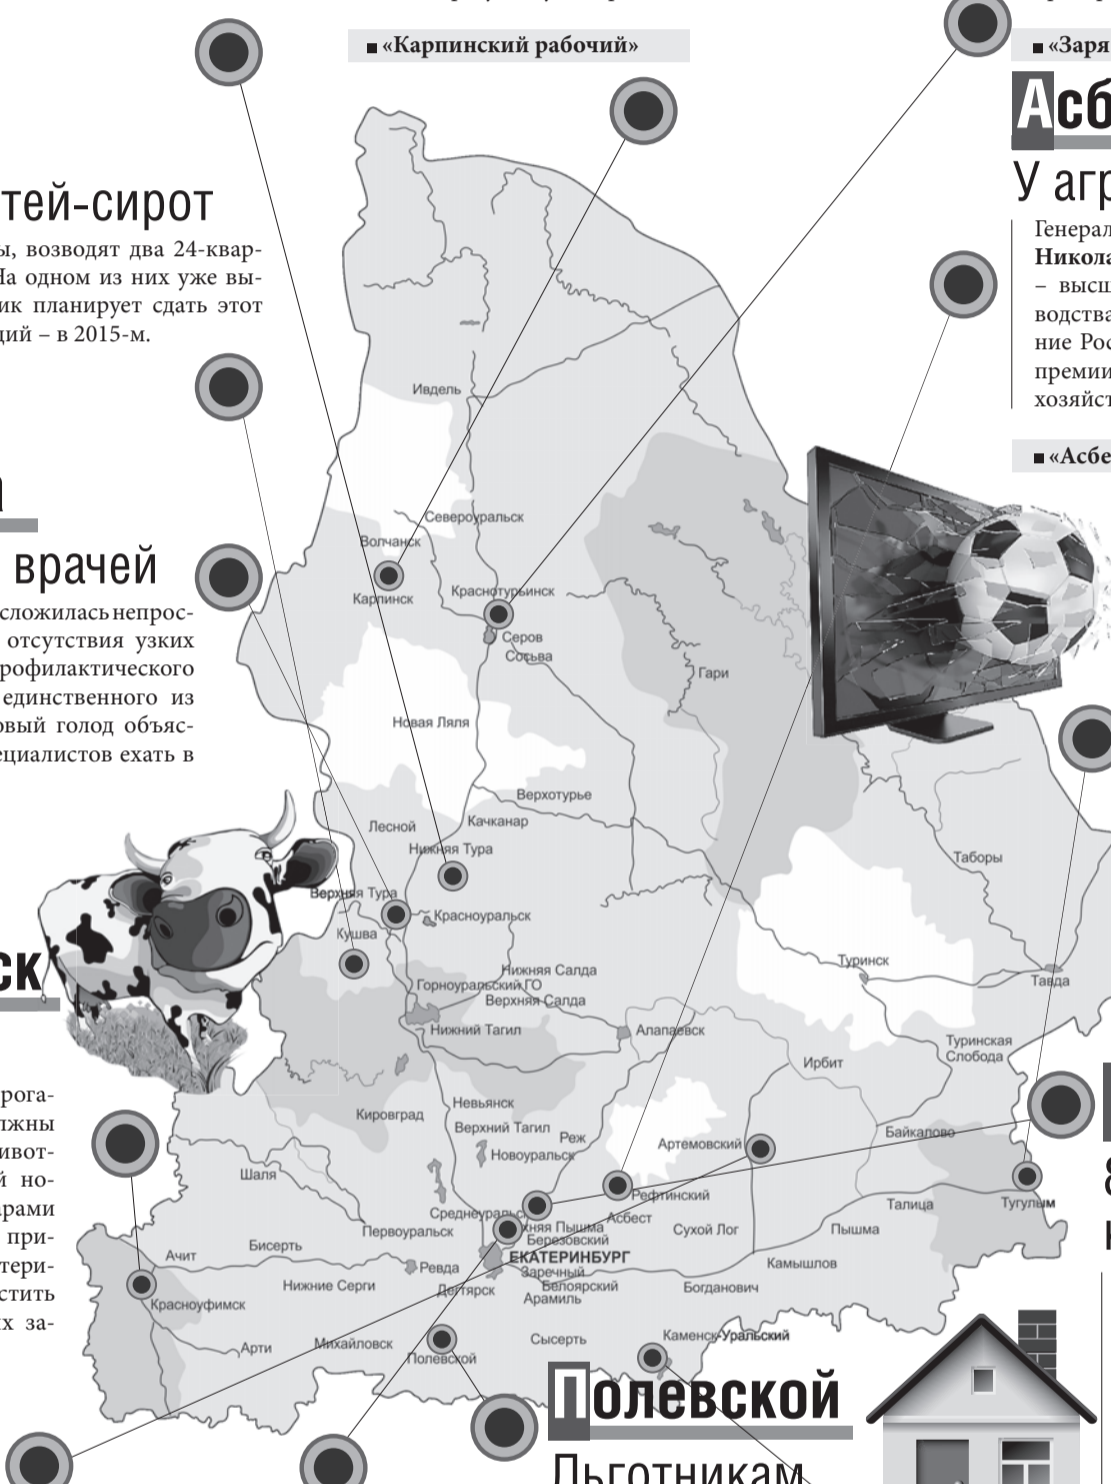 «Карпинский рабочий»
«Заря
Асб
У агр
Генерал
Никола
– высш
водства
ние Рос
премии
хозяйст
«Асбе
тей-сирот
ы, возводят два 24-квар-
На одном из них уже вы-
ик планирует сдать этот
ций – в 2015-м.
а
врачей
сложилась непрос-
отсутствия узких
рофилактического
единственного из
овый голод объяс-
ециалистов ехать в
ск
рога-
лжны
ивот-
й но-
арами
при-
тери-
стить
их за-
Ивдель
Североуральск
Волчанск
Карпинск
Краснотурьинск
Серов
Сосьва
Гари
Новая Ляля
Верхотурье
Лесной
Качканар
Нижняя Тура
Верхняя Тура
Красноуральск
Кушва
Таборы
Туринск
Тавда
Нижняя Салда
Горноуральский ГО
Верхняя Салда
Нижний Тагил
Алапаевск
Туринская
Слобода
Ирбит
Кировград
Невьянск
Верхний Тагил
Реж
Новоуральск
Артемовский
Байкалово
Шаля
Рефтинский
Талица
Тугулым
Среднеуральск
Асбест
хняя Пышма
Березовский
Сухой Лог
Пышма
Первоуральск
Бисерть
Ачит
ЕКАТЕРИНБУРГ
Ревда
Заречный
Камышлов
Нижние Серги
Дегтярск
Белоярский
Арамиль
Богданович
Красноуфимск
Арти
Михайловск
Полевской
Сысерть
Каменск-Уральский
Полевской
Льготникам